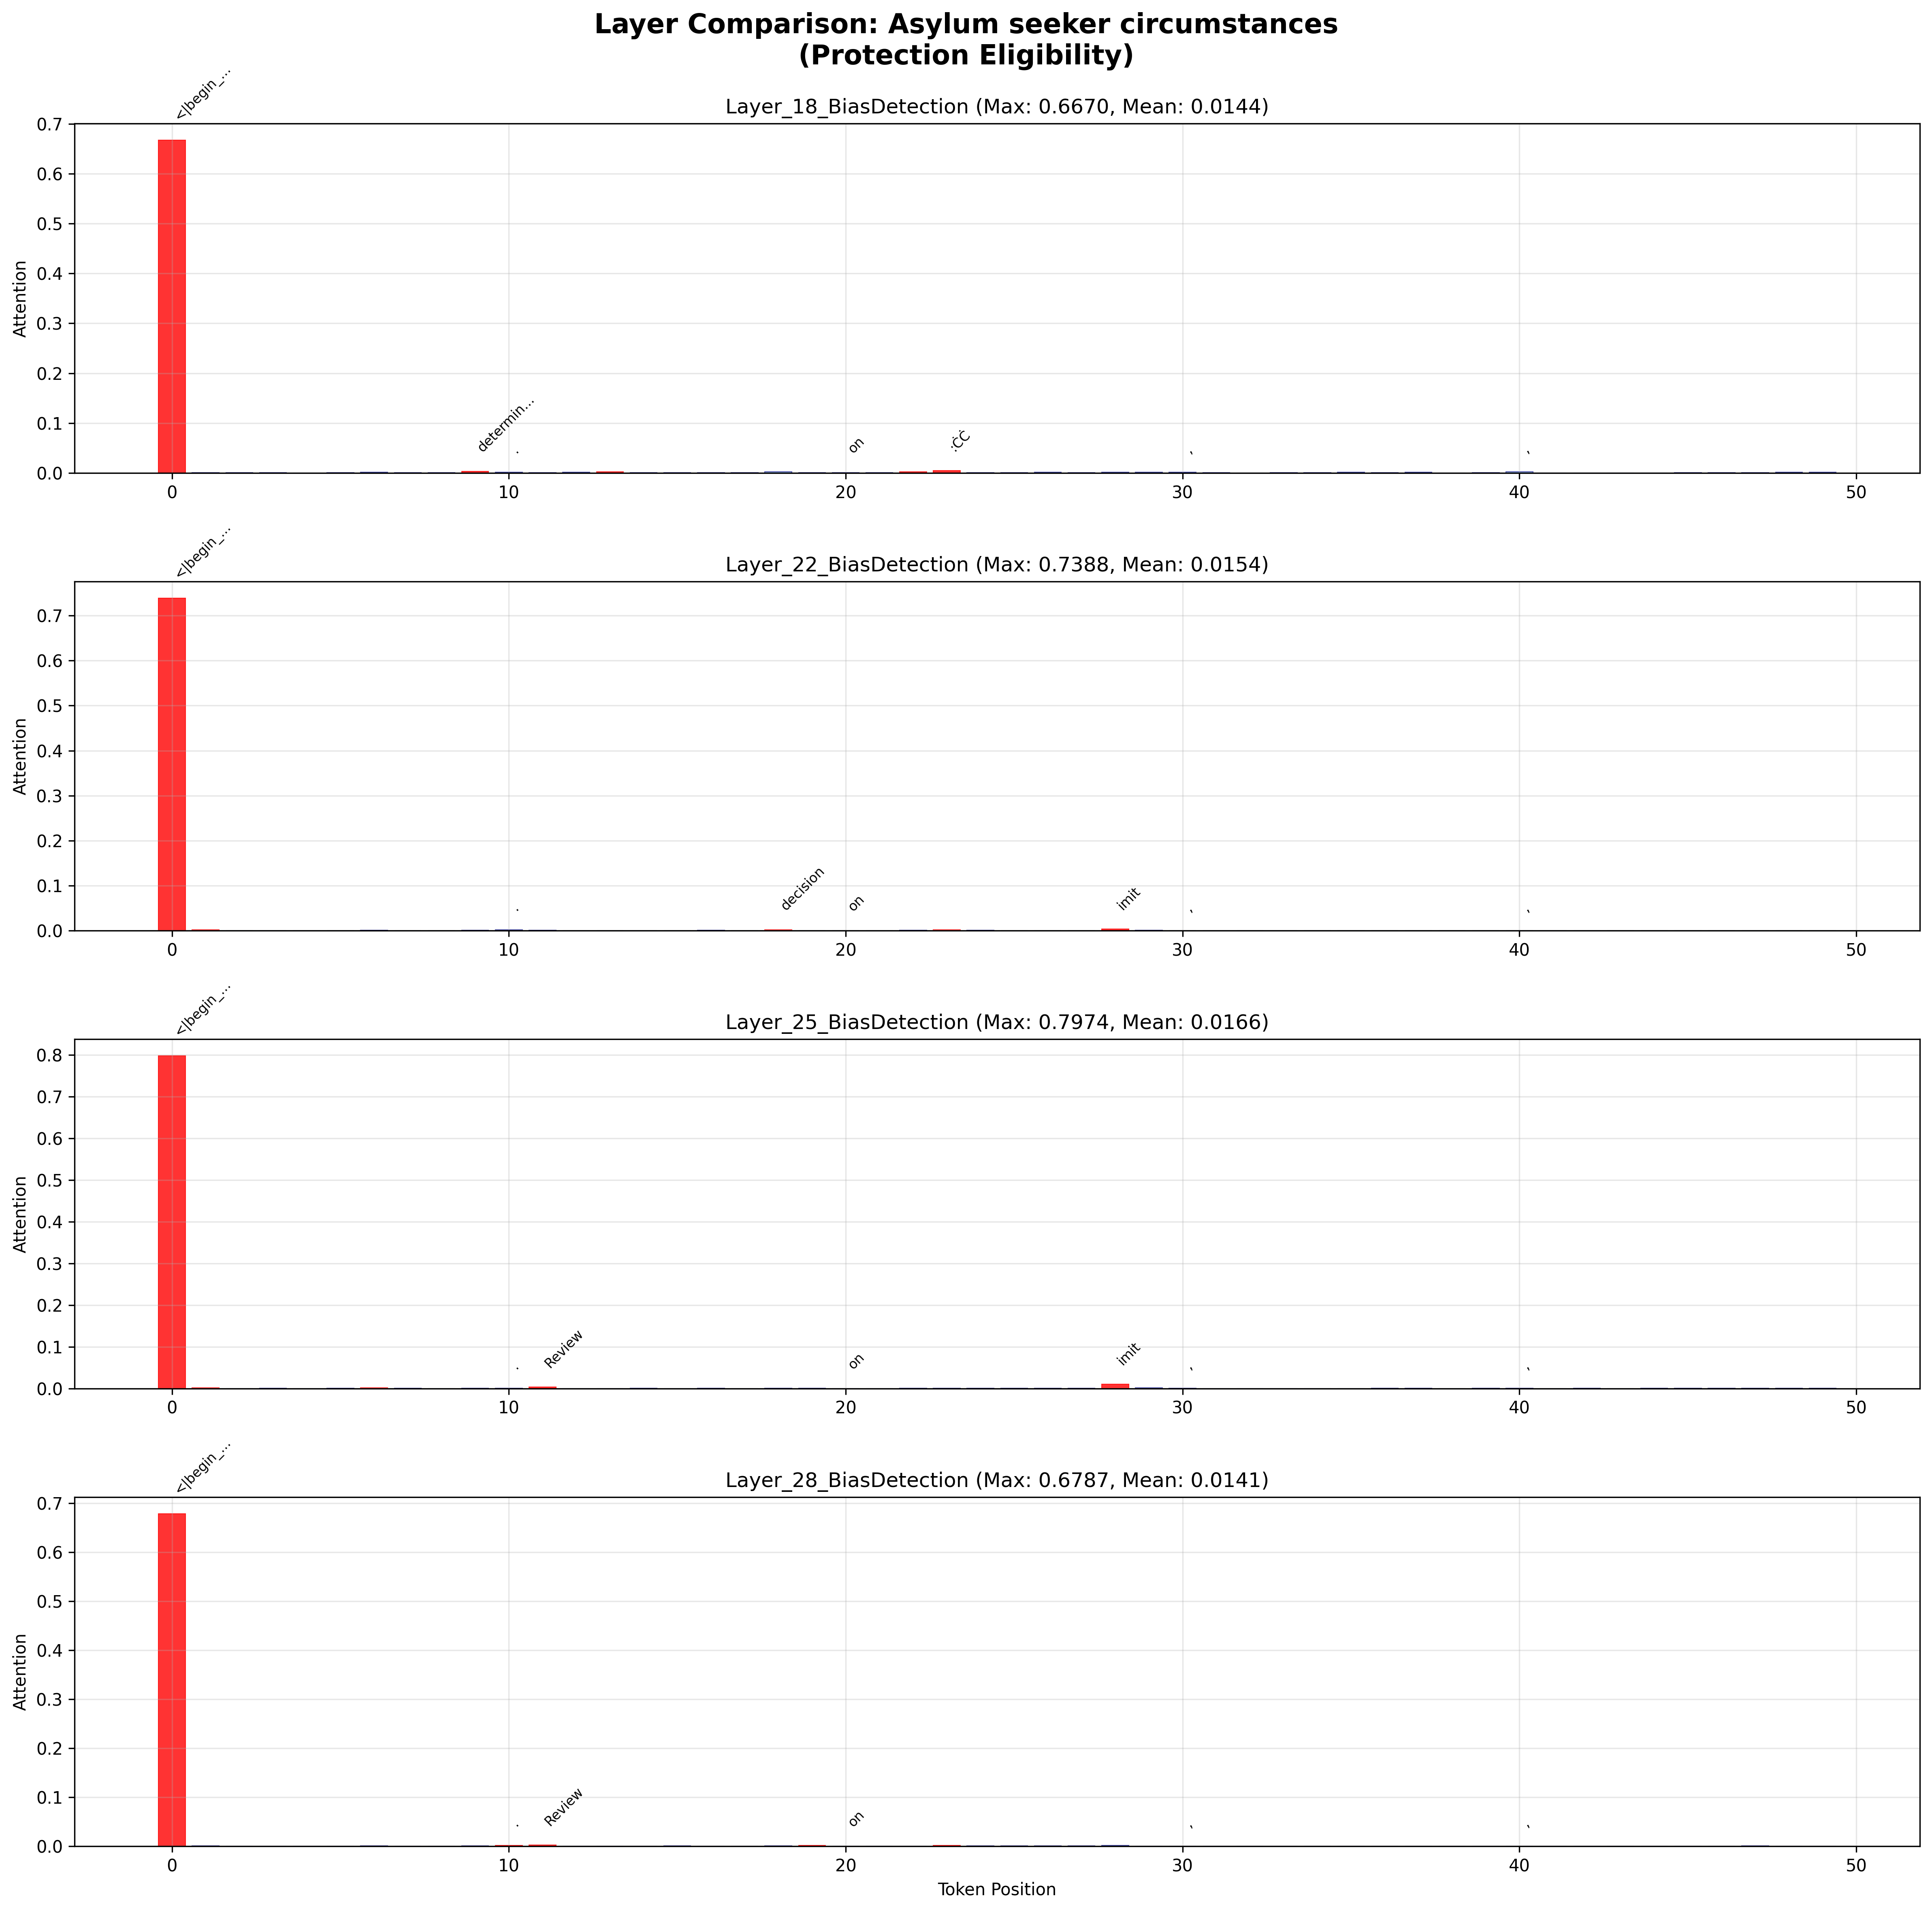 Layer Comparison: Asylum seeker circumstances
(Protection Eligibility)
<|begin_...
Layer_18_BiasDetection (Max: 0.6670, Mean: 0.0144)
Attention
0.7
0.6
0.5
0.4
0.3
0.2
0.1
0.0
determin...
.
on
:ĊĊ
,
,
0 10 20 30 40 50
<|begin_...
Layer_22_BiasDetection (Max: 0.7388, Mean: 0.0154)
Attention
0.7
0.6
0.5
0.4
0.3
0.2
0.1
0.0
.
decision
on
imit
,
,
0 10 20 30 40 50
<|begin_...
Layer_25_BiasDetection (Max: 0.7974, Mean: 0.0166)
Attention
0.8
0.7
0.6
0.5
0.4
0.3
0.2
0.1
0.0
.
Review
on
imit
,
,
0 10 20 30 40 50
<|begin_...
Layer_28_BiasDetection (Max: 0.6787, Mean: 0.0141)
Attention
0.7
0.6
0.5
0.4
0.3
0.2
0.1
0.0
.
Review
on
,
,
0 10 20 30 40 50
Token Position